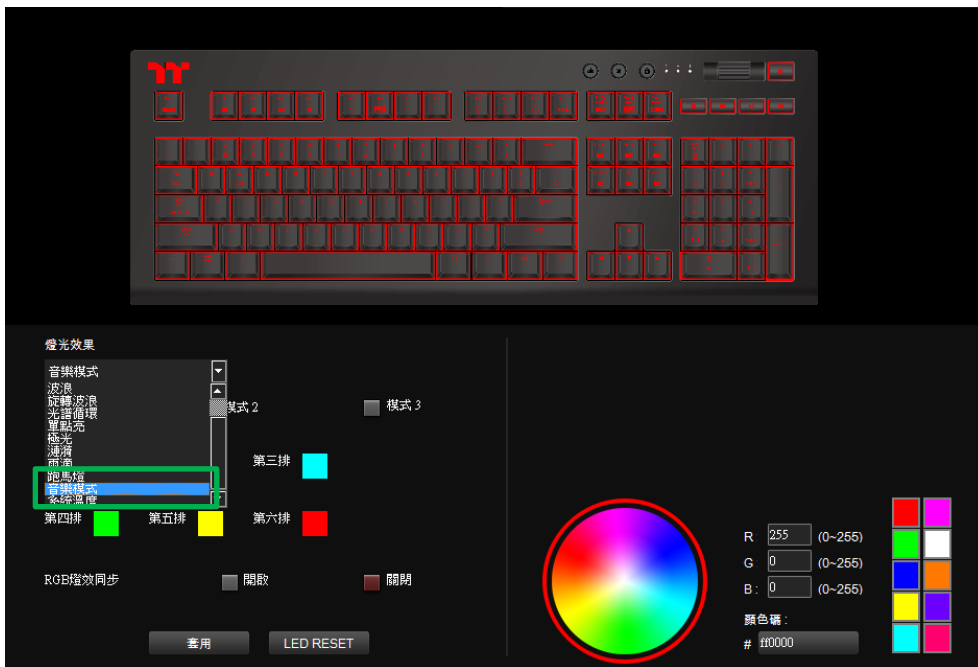 燈光效果
音樂模式
波浪
旋轉波浪
光譜循環
單點亮
極光
漣漪
雨滴
跑馬燈
音樂模式
系統溫度
模式 2
模式 3
第三排
第四排
第五排
第六排
RGB燈效同步
開啟
關閉
套用
LED RESET
R 255 (0~255)
G 0 (0~255)
B : 0 (0~255)
顏色碼 :
# ff0000